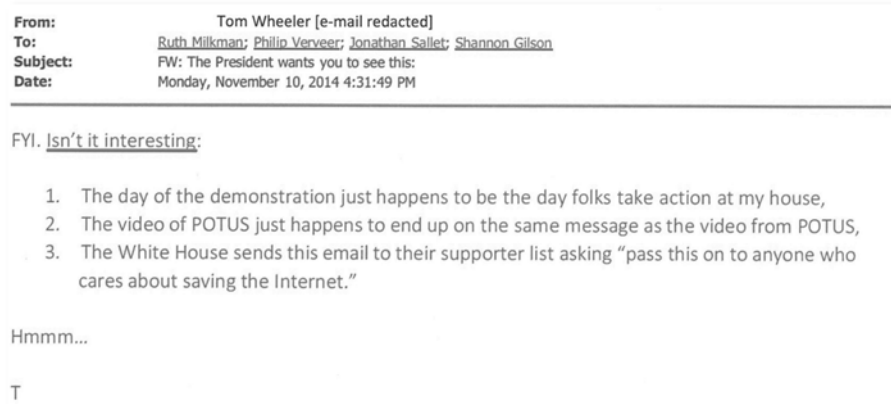 From: Tom Wheeler [e-mail redacted]
To: Ruth Milkman; Philip Verveer; Jonathan Sallet; Shannon Gilson
Subject: FW: The President wants you to see this:
Date: Monday, November 10, 2014 4:31:49 PM
FYI. Isn't it interesting:
1. The day of the demonstration just happens to be the day folks take action at my house,
2. The video of POTUS just happens to end up on the same message as the video from POTUS,
3. The White House sends this email to their supporter list asking “pass this on to anyone who
cares about saving the Internet.”
Hmmm...
T